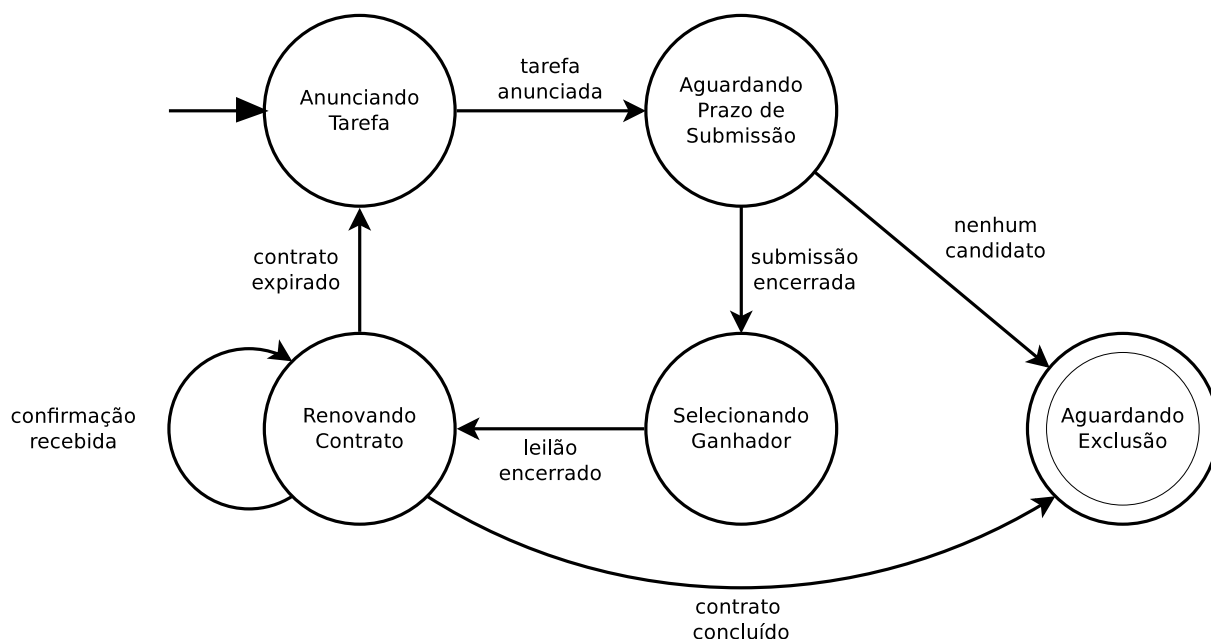 Anunciando
Tarefa
tarefa
anunciada
Aguardando
Prazo de
Submissão
nenhum
candidato
contrato
expirado
submissão
encerrada
confirmação
recebida
Renovando
Contrato
leilão
encerrado
Selecionando
Ganhador
Aguardando
Exclusão
contrato
concluído